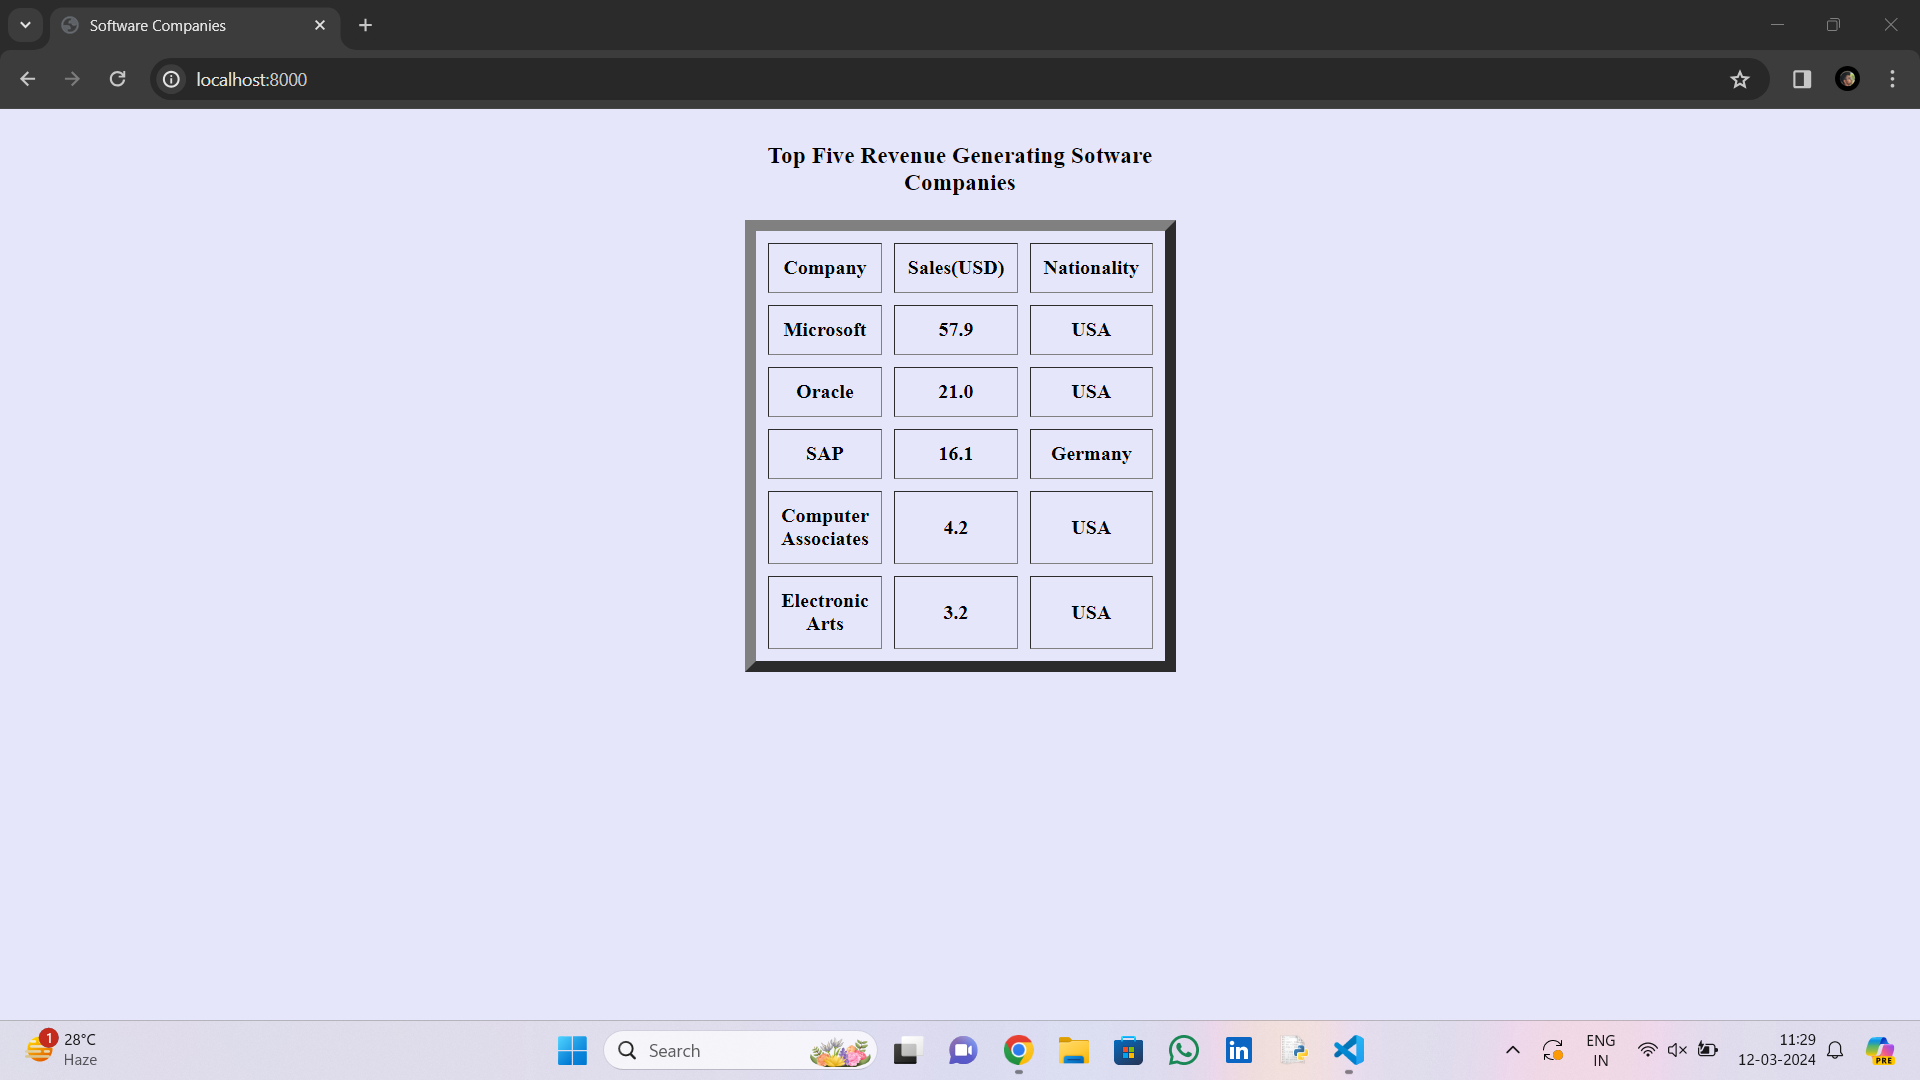 Software Companies
localhost:8000
Top Five Revenue Generating Sotware
Companies
Company Sales(USD) Nationality
Microsoft 57.9 USA
Oracle 21.0 USA
SAP 16.1 Germany
Computer
Associates 4.2 USA
Electronic
Arts 3.2 USA
1
28°C
Haze
Search
in
ENG
IN
11:29
12-03-2024
PRE